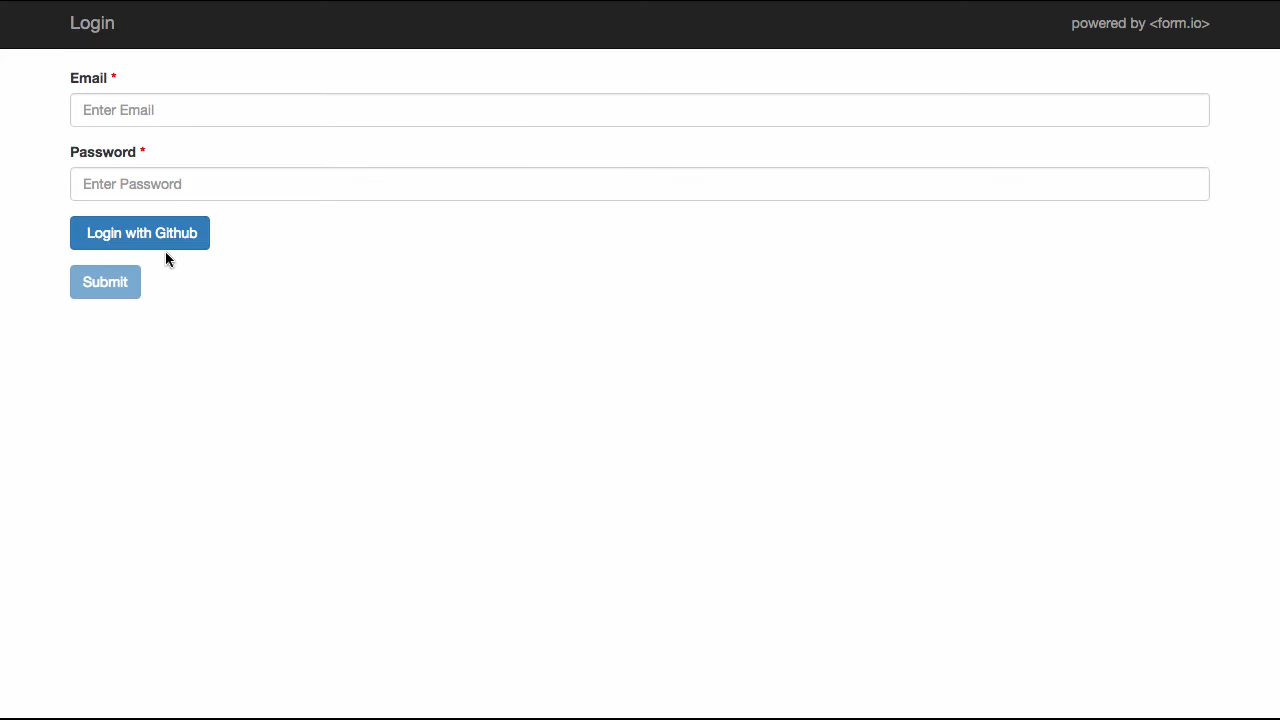 Login
powered by <form.io>
Email *
Enter Email
Password *
Enter Password
Login with Github
Submit